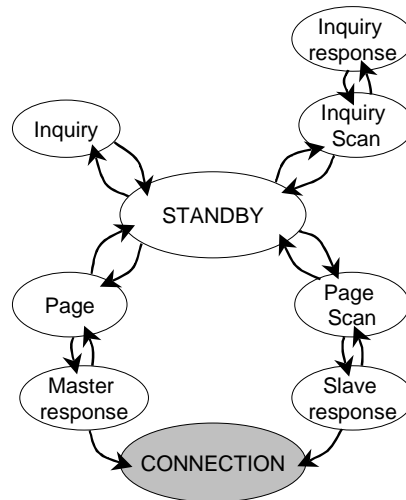 Inquiry
response
Inquiry
Inquiry
Scan
STANDBY
Page
Page
Scan
Master
response
Slave
response
CONNECTION